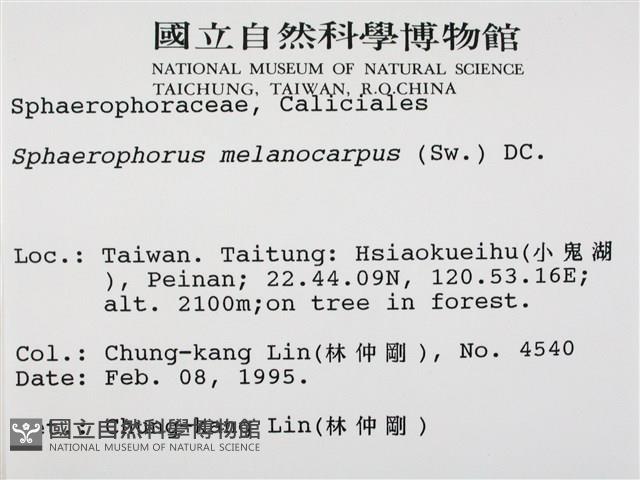 國立自然科學博物館
NATIONAL MUSEUM OF NATURAL SCIENCE
TAICHUNG, TAIWAN, R.O.CHINA
Sphaerophoraceae, Caliciales
Sphaerophorus melanocarpus (Sw.) DC.
Loc.: Taiwan. Taitung: Hsiaokueihu(小鬼湖
), Peinan; 22.44.09N, 120.53.16E;
alt. 2100m;on tree in forest.
Col.: Chung-kang Lin(林仲剛), No. 4540
Date: Feb. 08, 1995.
Det.: Chung-kang Lin(林仲剛)
國立自然科學博物館
NATIONAL MUSEUM OF NATURAL SCIENCE